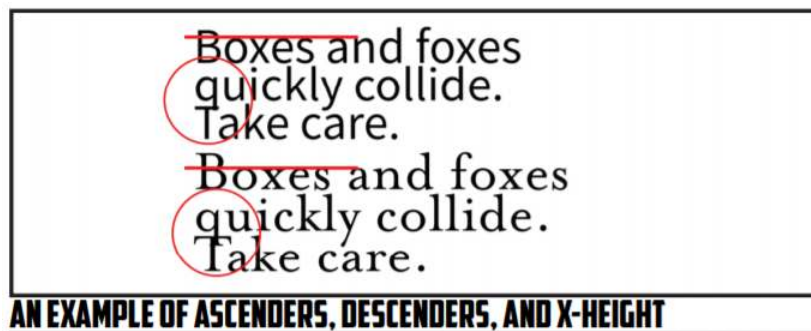 Boxes and foxes
quickly collide.
Take care.
Boxes and foxes
quickly collide.
Take care.
AN EXAMPLE OF ASCENDERS, DESCENDERS, AND X-HEIGHT